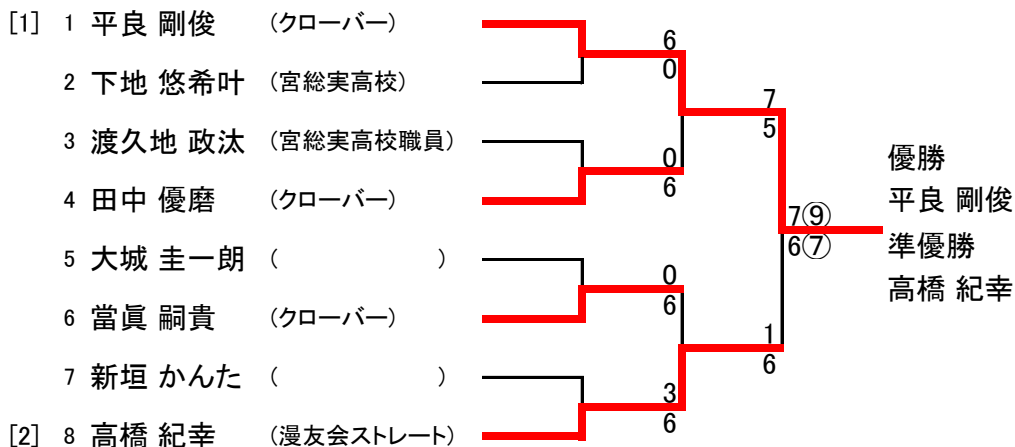 [1] 1 平良 剛俊 (クローバー)
6
0
2 下地 悠希叶 (宮総実高校)
7
5
3 渡久地 政汰 (宮総実高校職員)
0
6
4 田中 優磨 (クローバー)
優勝
平良 剛俊
7⑨
6⑦
準優勝
高橋 紀幸
5 大城 圭一朗 ( )
0
6
6 當眞 嗣貴 (クローバー)
1
6
7 新垣 かんた ( )
3
6
[2] 8 高橋 紀幸 (漫友会ストレート)